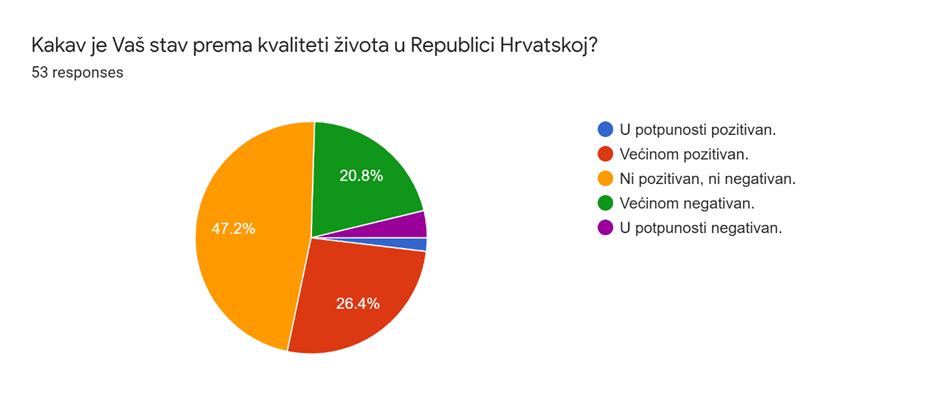 Kakav je Vaš stav prema kvaliteti života u Republici Hrvatskoj?
53 responses
20.8%
47.2%
26.4%
U potpunosti pozitivan.
Većinom pozitivan.
Ni pozitivan, ni negativan.
Većinom negativan.
U potpunosti negativan.